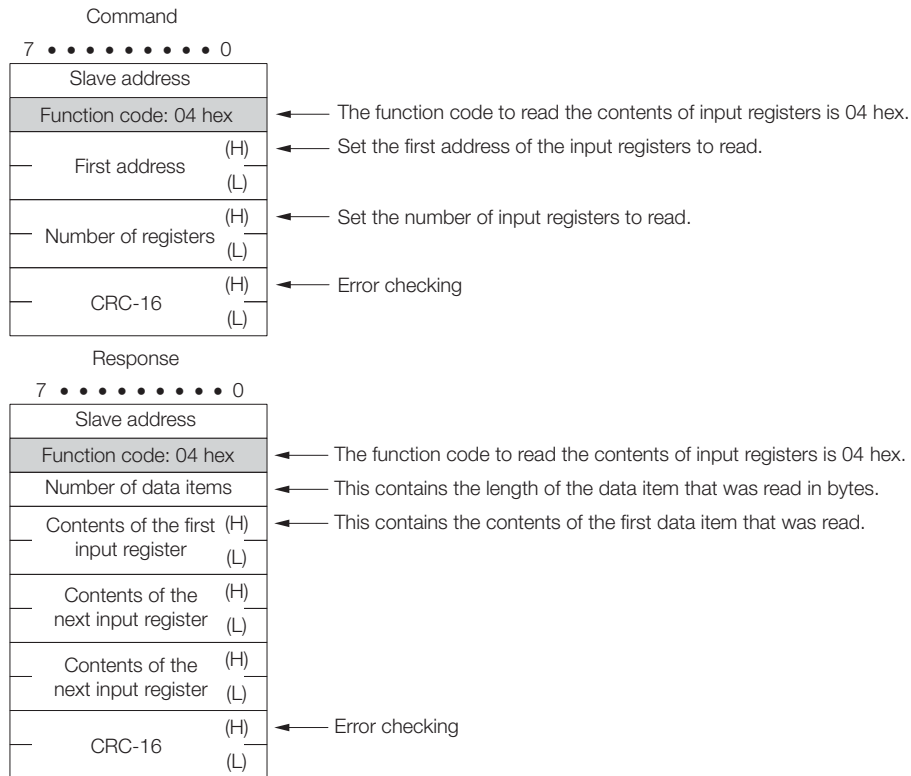 Command
7 • • • • • • • • • 0
Slave address
Function code: 04 hex
The function code to read the contents of input registers is 04 hex.
First address
(H)
(L)
Set the first address of the input registers to read.
Number of registers
(H)
(L)
Set the number of input registers to read.
CRC-16
(H)
(L)
Error checking
Response
7 • • • • • • • • • 0
Slave address
Function code: 04 hex
The function code to read the contents of input registers is 04 hex.
Number of data items
This contains the length of the data item that was read in bytes.
Contents of the first (H)
input register (L)
This contains the contents of the first data item that was read.
Contents of the (H)
next input register (L)
Contents of the (H)
next input register (L)
CRC-16
(H)
(L)
Error checking